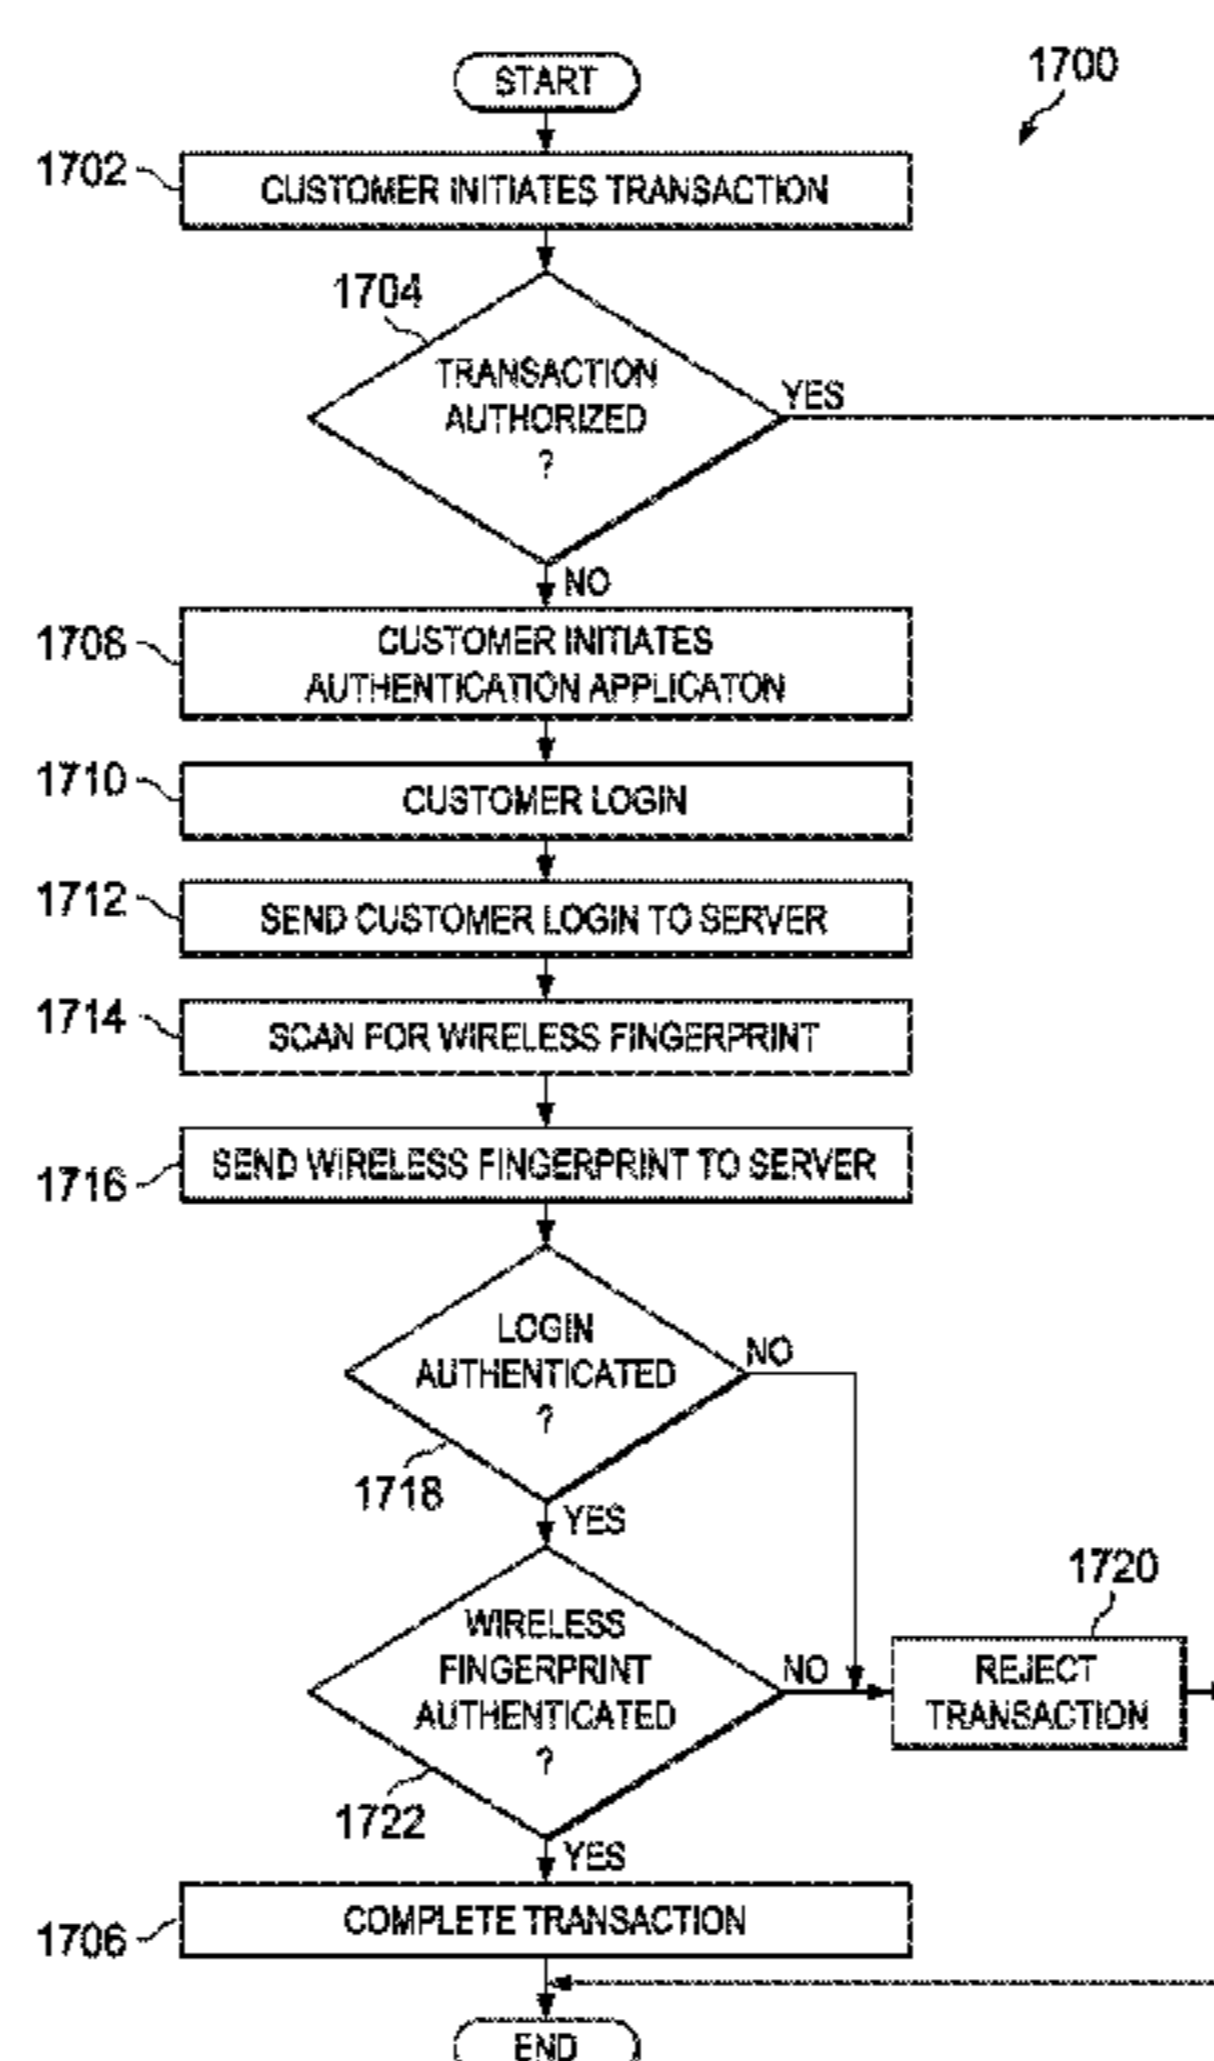 START
1700
1702
CUSTOMER INITIATES TRANSACTION
1704
TRANSACTION
AUTHORIZED
?
YES
NO
1708
CUSTOMER INITIATES
AUTHENTICATION APPLICATON
1710
CUSTOMER LOGIN
1712
SEND CUSTOMER LOGIN TO SERVER
1714
SCAN FOR WIRELESS FINGERPRINT
1716
SEND WIRELESS FINGERPRINT TO SERVER
LOGIN
AUTHENTICATED
?
NO
1718
YES
WIRELESS
FINGERPRINT
AUTHENTICATED
?
NO
1720
REJECT
TRANSACTION
1722
YES
1706
COMPLETE TRANSACTION
END